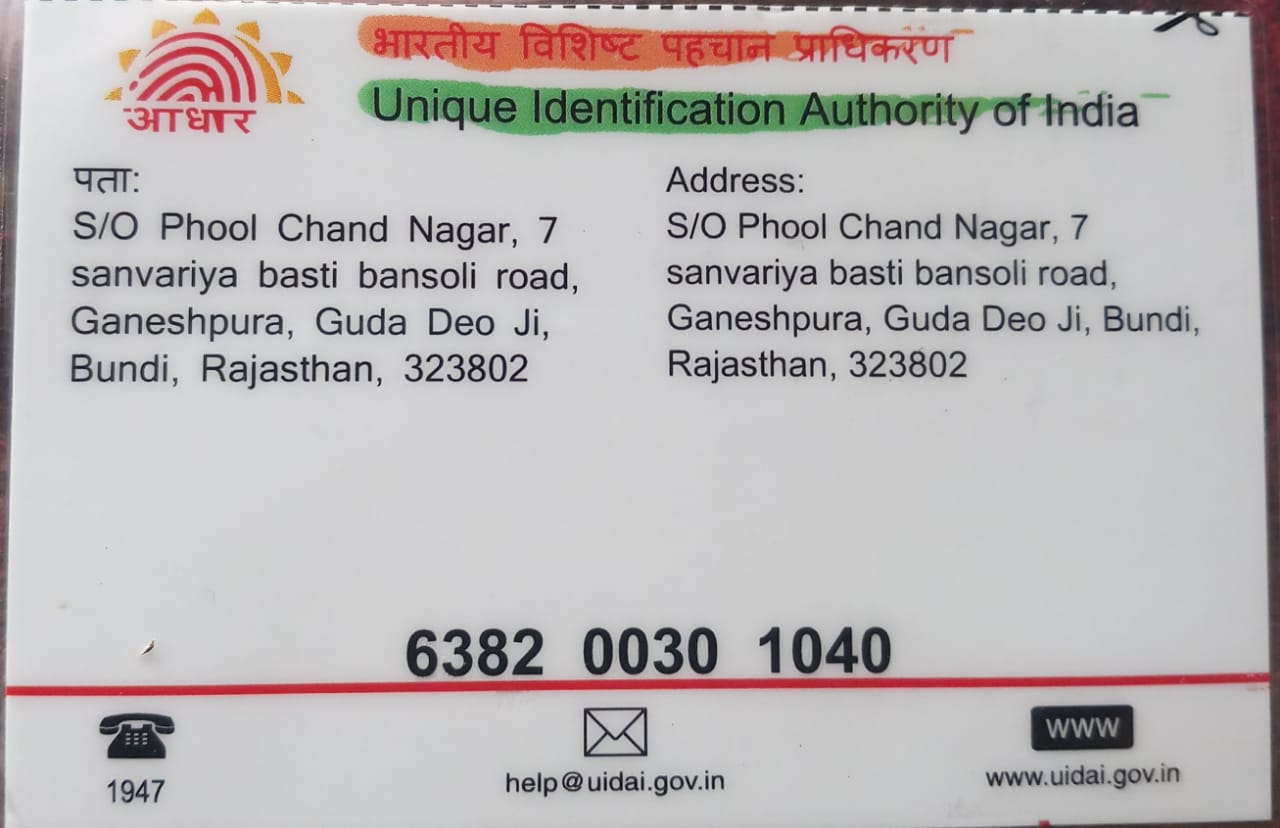 आधार
भारतीय विशिष्ट पहचान प्राधिकरण
Unique Identification Authority of India
पता:
S/O Phool Chand Nagar, 7
sanvariya basti bansoli road,
Ganeshpura, Guda Deo Ji,
Bundi, Rajasthan, 323802
Address:
S/O Phool Chand Nagar, 7
sanvariya basti bansoli road,
Ganeshpura, Guda Deo Ji, Bundi,
Rajasthan, 323802
6382 0030 1040
1947
help@uidai.gov.in
WWW
www.uidai.gov.in